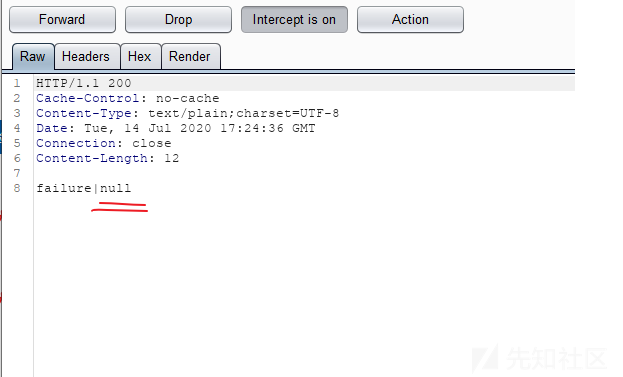 Forward Drop Intercept is on Action
Raw Headers Hex Render
1 HTTP/1.1 200
2 Cache-Control: no-cache
3 Content-Type: text/plain;charset=UTF-8
4 Date: Tue, 14 Jul 2020 17:24:36 GMT
5 Connection: close
6 Content-Length: 12
7
8 failure|null
先知社区